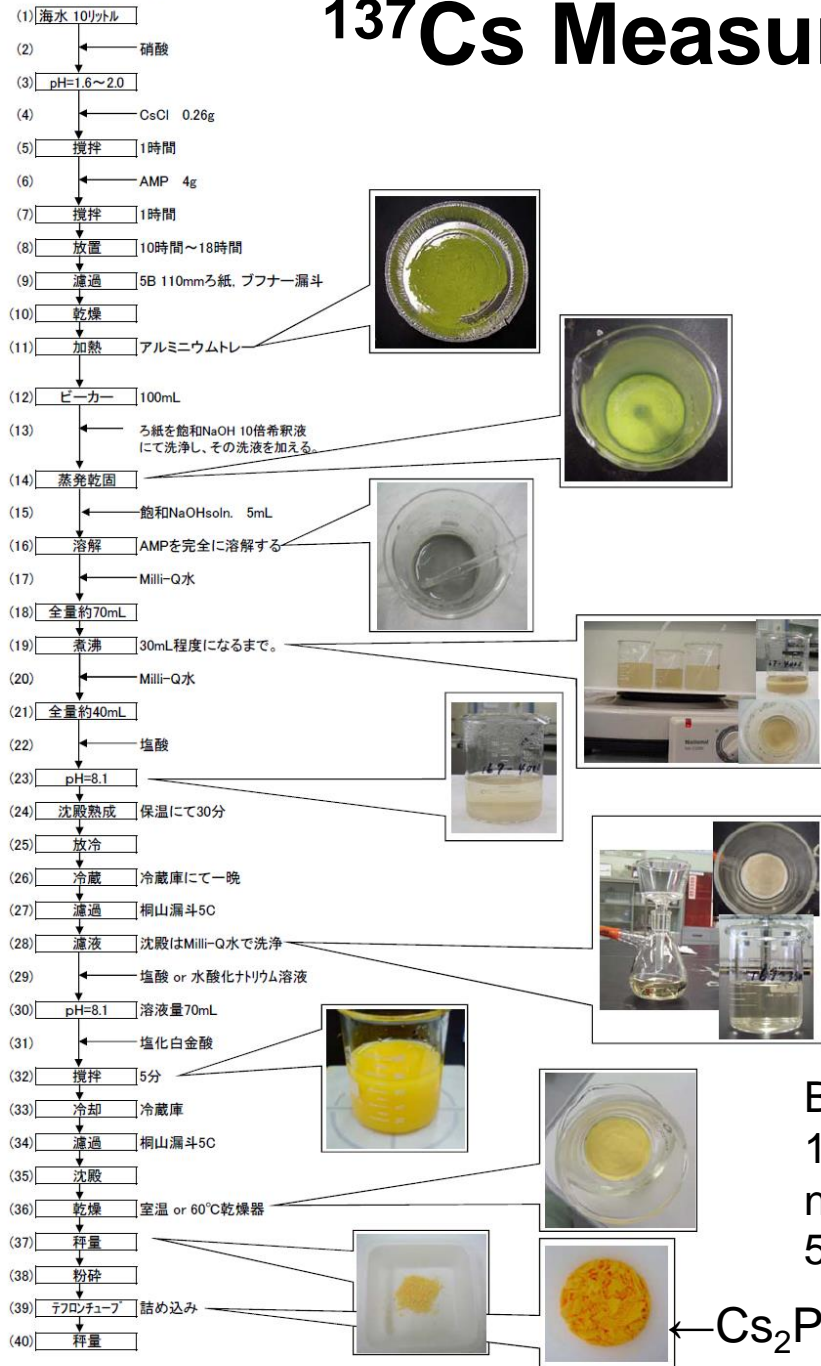 ¹³⁷Cs Measu
(1) 海水 10リットル
(2) 硝酸
(3) pH=1.6～2.0
(4) CsCl 0.26g
(5) 撹拌 1時間
(6) AMP 4g
(7) 撹拌 1時間
(8) 放置 10時間～18時間
(9) 濾過 5B 110mmろ紙, ブフナー漏斗
(10) 乾燥
(11) 加熱 アルミニウムトレー
(12) ビーカー 100mL
(13) ろ紙を飽和NaOH 10倍希釈液
にて洗浄し、その洗液を加える。
(14) 蒸発乾固
(15) 飽和NaOHsoln. 5mL
(16) 溶解 AMPを完全に溶解する
(17) Milli-Q水
(18) 全量約70mL
(19) 煮沸 30mL程度になるまで。
(20) Milli-Q水
(21) 全量約40mL
(22) 塩酸
(23) pH=8.1
(24) 沈殿熟成 保温にて30分
(25) 放冷
(26) 冷蔵 冷蔵庫にて一晩
(27) 濾過 桐山漏斗5C
(28) 濾液 沈殿はMilli-Q水で洗浄
(29) 塩酸 or 水酸化ナトリウム溶液
(30) pH=8.1 溶液量70mL
(31) 塩化白金酸
(32) 撹拌 5分
(33) 冷却 冷蔵庫
(34) 濾過 桐山漏斗5C
(35) 沈殿
(36) 乾燥 室温 or 60℃乾燥器
(37) 秤量
(38) 粉砕
(39) テフロンチューブ 詰め込み
(40) 秤量
←Cs₂P